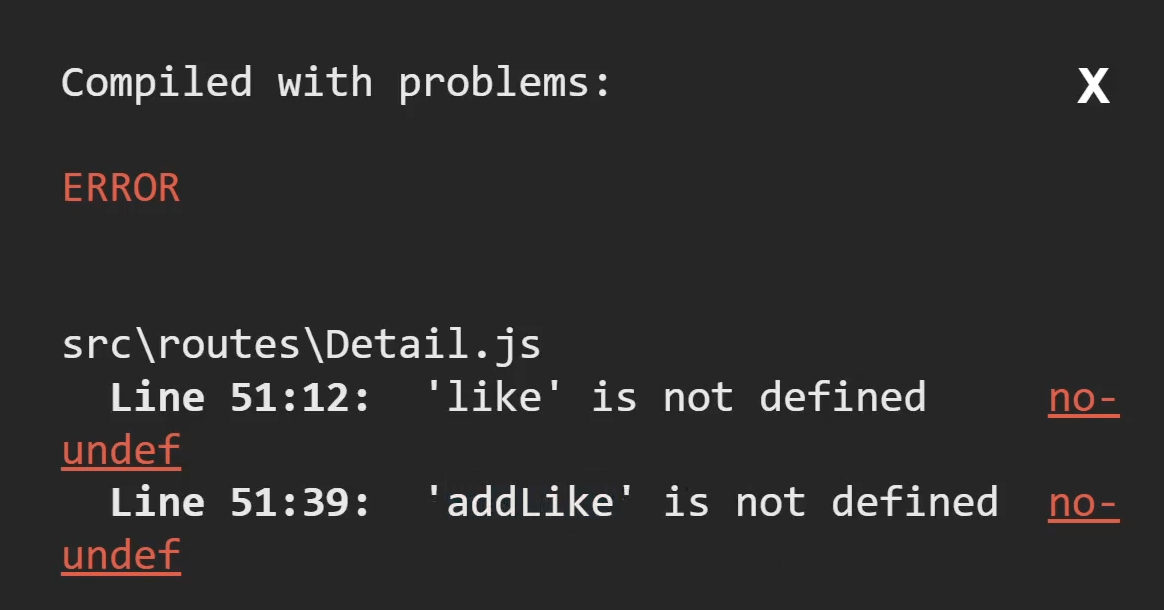 Compiled with problems:
X
ERROR
src\routes\Detail.js
Line 51:12: 'like' is not defined no-
undef
Line 51:39: 'addLike' is not defined no-
undef